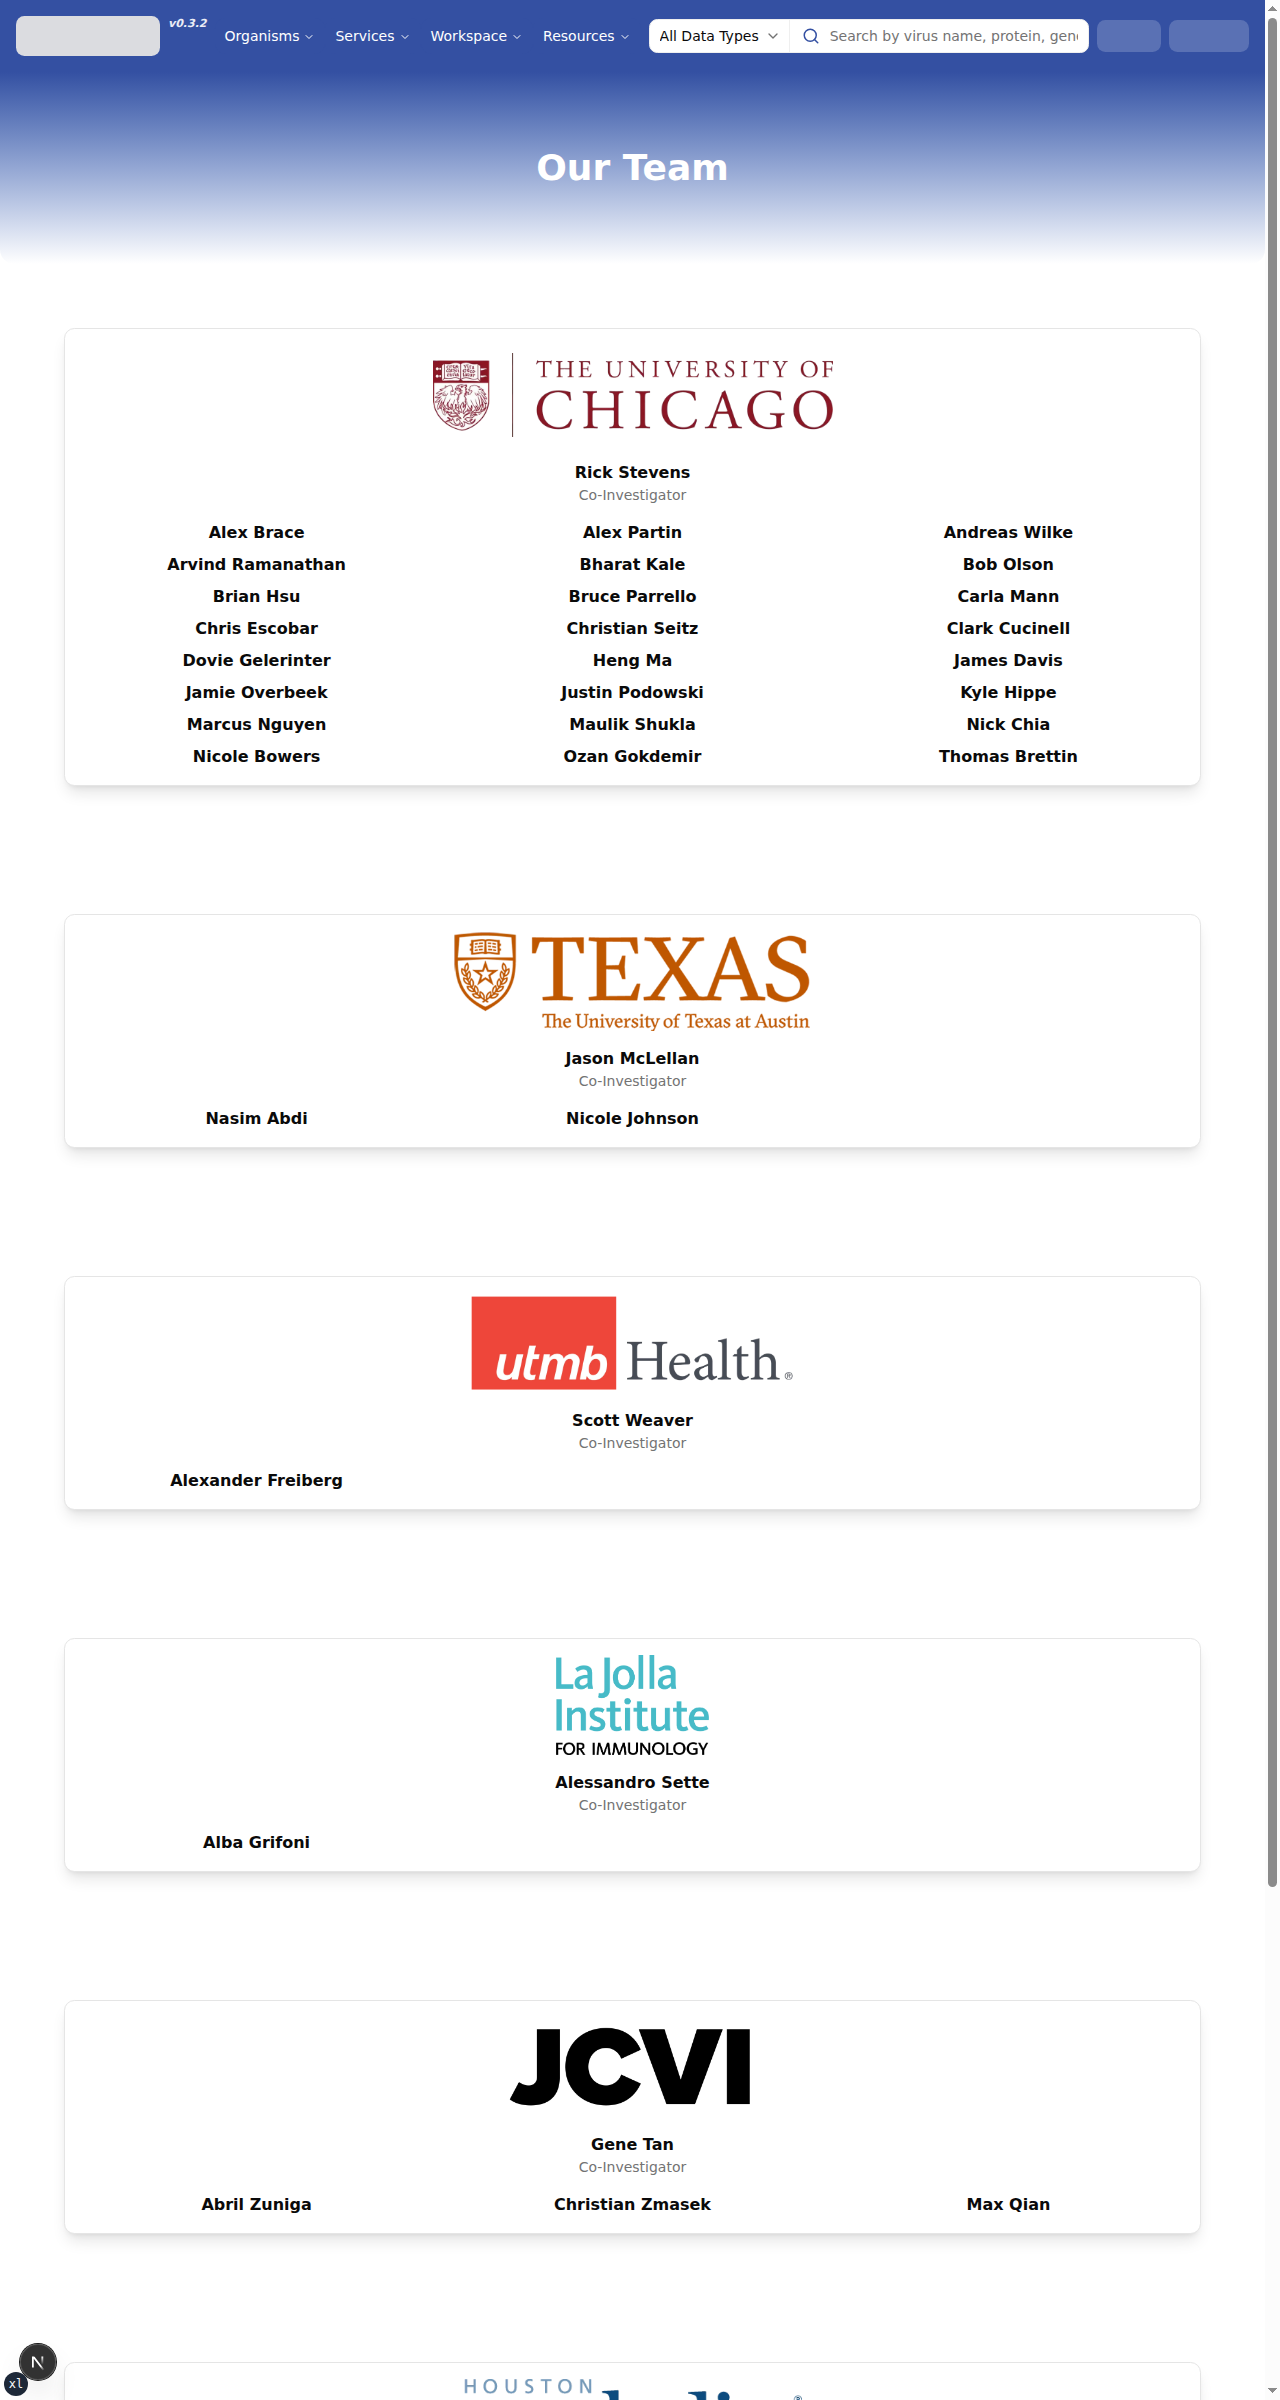 v0.3.2
Organisms Services Workspace Resources All Data Types Search by virus name, protein, gen
Our Team
THE UNIVERSITY OF
CHICAGO
Rick Stevens
Co-Investigator
Alex Brace Alex Partin Andreas Wilke
Arvind Ramanathan Bharat Kale Bob Olson
Brian Hsu Bruce Parrello Carla Mann
Chris Escobar Christian Seitz Clark Cucinell
Dovie Gelerinter Heng Ma James Davis
Jamie Overbeek Justin Podowski Kyle Hippe
Marcus Nguyen Maulik Shukla Nick Chia
Nicole Bowers Ozan Gokdemir Thomas Brettin
TEXAS
The University of Texas at Austin
Jason McLellan
Co-Investigator
Nasim Abdi Nicole Johnson
utmb Health®
Scott Weaver
Co-Investigator
Alexander Freiberg
La Jolla
Institute
FOR IMMUNOLOGY
Alessandro Sette
Co-Investigator
Alba Grifoni
JCVI
Gene Tan
Co-Investigator
Abril Zuniga Christian Zmasek Max Qian
N
xl
HOUSTON